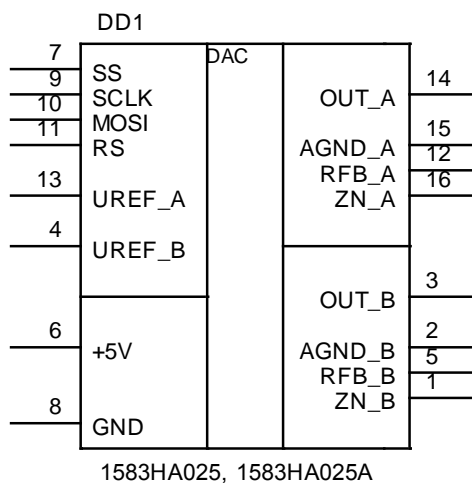 DD1
DAC
7 SS
9 SCLK
10 MOSI
11 RS
13 UREF_A
4 UREF_B
6 +5V
8 GND
OUT_A 14
AGND_A 15
RFB_A 12
ZN_A 16
OUT_B 3
AGND_B 2
RFB_B 5
ZN_B 1
1583HA025, 1583HA025A